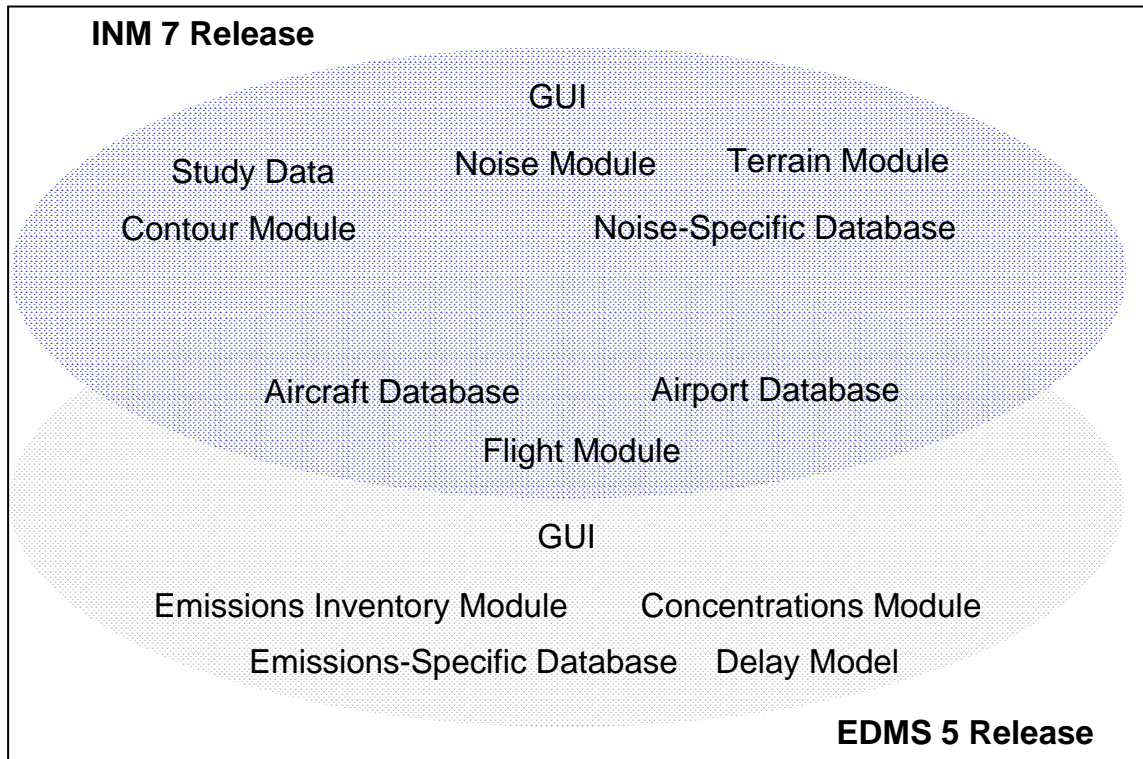 INM 7 Release
GUI
Study Data Noise Module Terrain Module
Contour Module Noise-Specific Database
Aircraft Database Airport Database
Flight Module
GUI
Emissions Inventory Module Concentrations Module
Emissions-Specific Database Delay Model
EDMS 5 Release